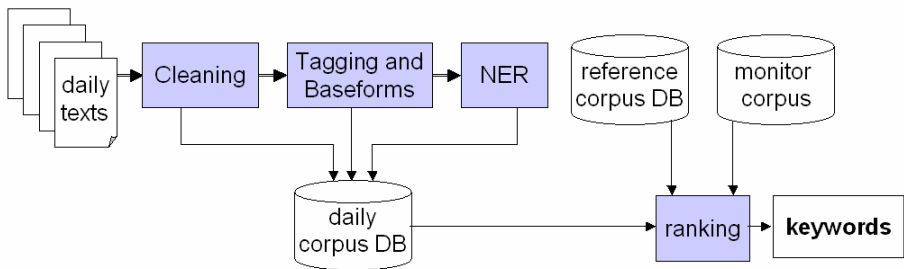 daily
texts
Cleaning
Tagging and
Baseforms
NER
reference
corpus DB
monitor
corpus
daily
corpus DB
ranking
keywords